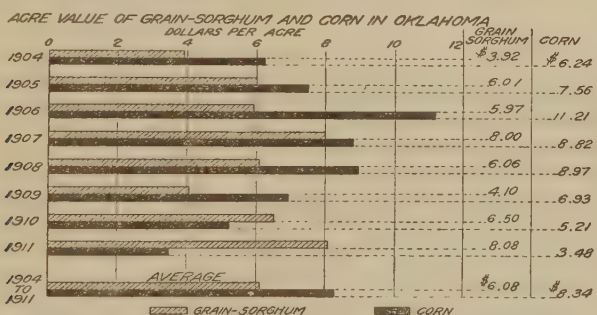 ACRE VALUE OF GRAIN-SORGHUM AND CORN IN OKLAHOMA
DOLLARS PER ACRE
0 2 4 6 8 10 12 GRAIN SORGHUM CORN
1904 $3.92 $6.24
1905 6.01 7.56
1906 5.97 11.21
1907 8.00 8.82
1908 6.06 8.97
1909 4.10 6.93
1910 6.50 5.21
1911 8.08 3.48
1904 TO 1911 AVERAGE $6.08 $8.34
GRAIN-SORGHUM CORN